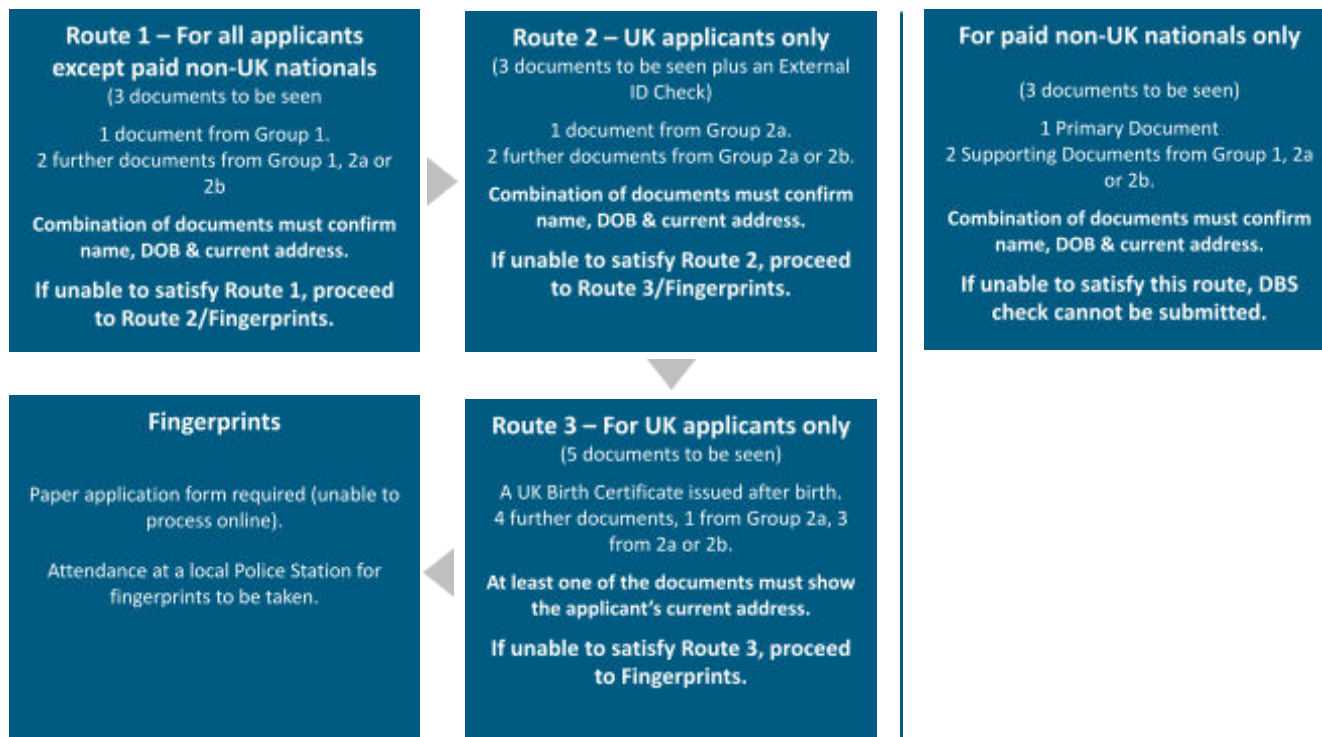 Route 1 – For all applicants
except paid non-UK nationals
(3 documents to be seen
1 document from Group 1.
2 further documents from Group 1, 2a or
2b
Combination of documents must confirm
name, DOB & current address.
If unable to satisfy Route 1, proceed
to Route 2/Fingerprints.
Route 2 – UK applicants only
(3 documents to be seen plus an External
ID Check)
1 document from Group 2a.
2 further documents from Group 2a or 2b.
Combination of documents must confirm
name, DOB & current address.
If unable to satisfy Route 2, proceed
to Route 3/Fingerprints.
For paid non-UK nationals only
(3 documents to be seen)
1 Primary Document
2 Supporting Documents from Group 1, 2a
or 2b.
Combination of documents must confirm
name, DOB & current address.
If unable to satisfy this route, DBS
check cannot be submitted.
Route 3 – For UK applicants only
(5 documents to be seen)
A UK Birth Certificate issued after birth.
4 further documents, 1 from Group 2a, 3
from 2a or 2b.
At least one of the documents must show
the applicant's current address.
If unable to satisfy Route 3, proceed
to Fingerprints.
Fingerprints
Paper application form required (unable to
process online).
Attendance at a local Police Station for
fingerprints to be taken.